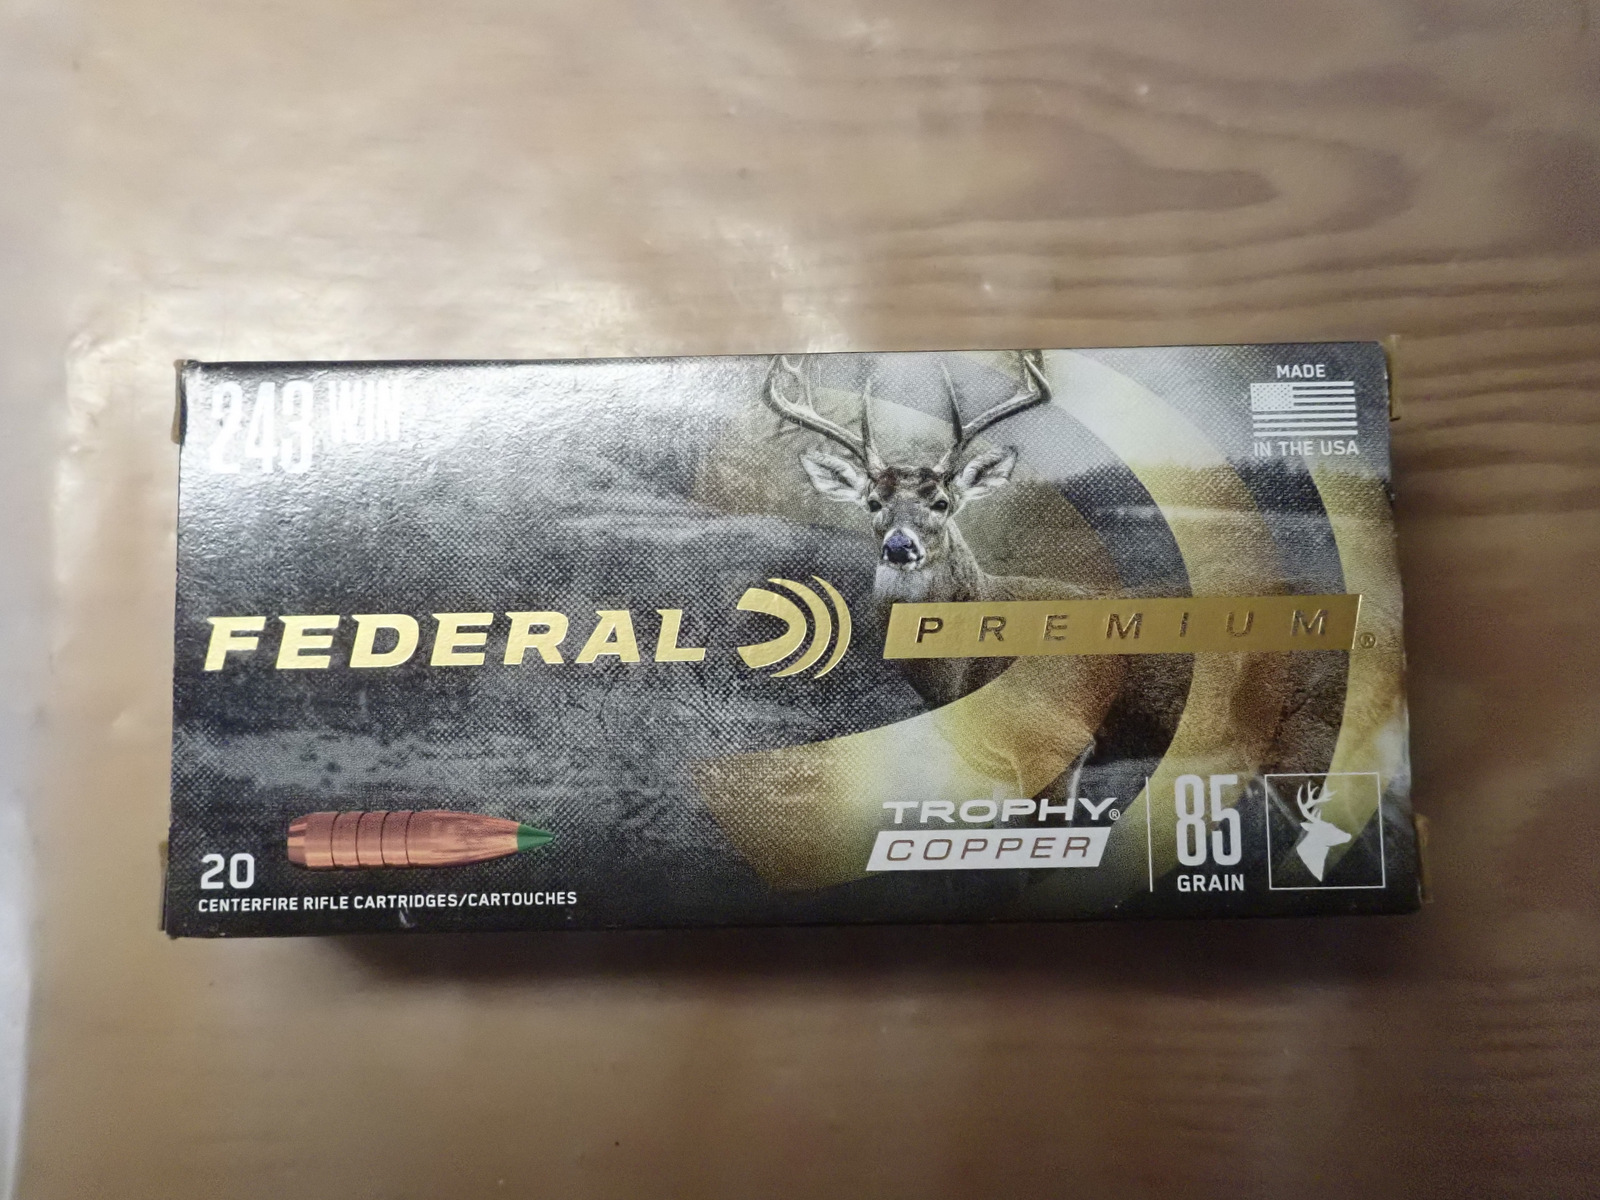 243 WIN
MADE
IN THE USA
FEDERAL PREMIUM®
TROPHY®
COPPER
85
GRAIN
20
CENTERFIRE RIFLE CARTRIDGES/CARTOUCHES